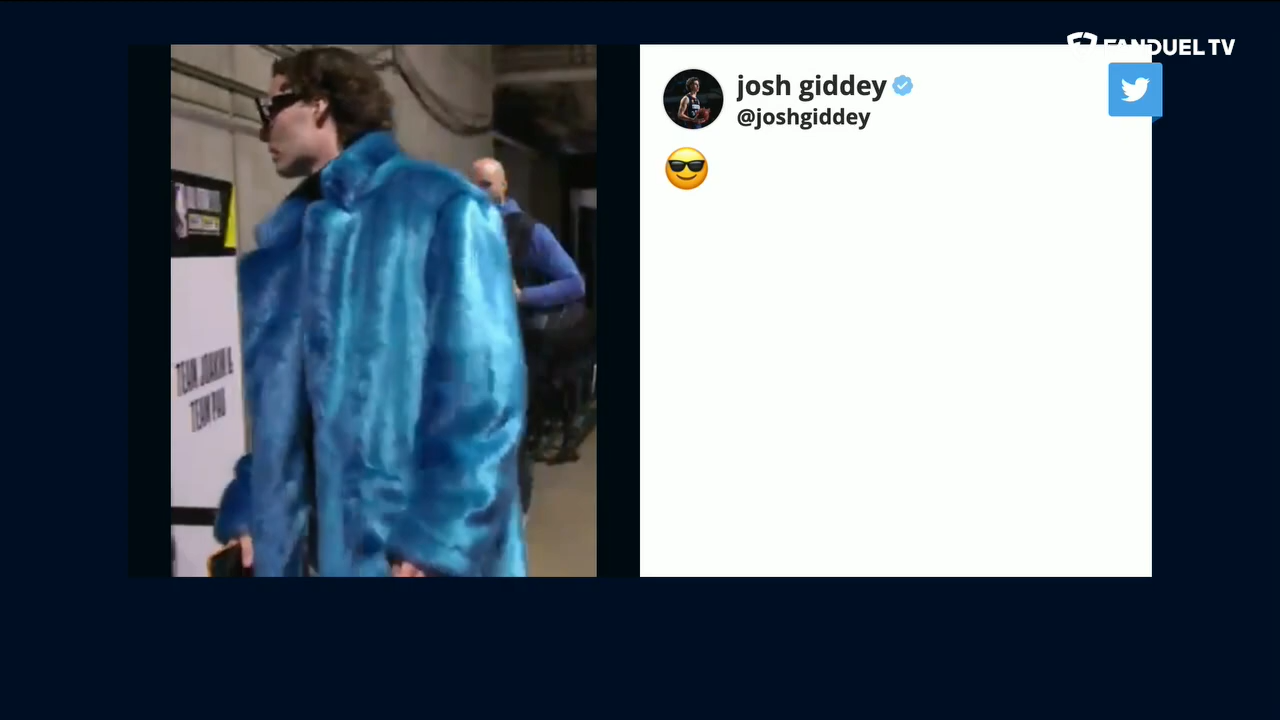 FANDUEL TV
josh giddey
@joshgiddey
TEAM JOAKIM &
TEAM PAU